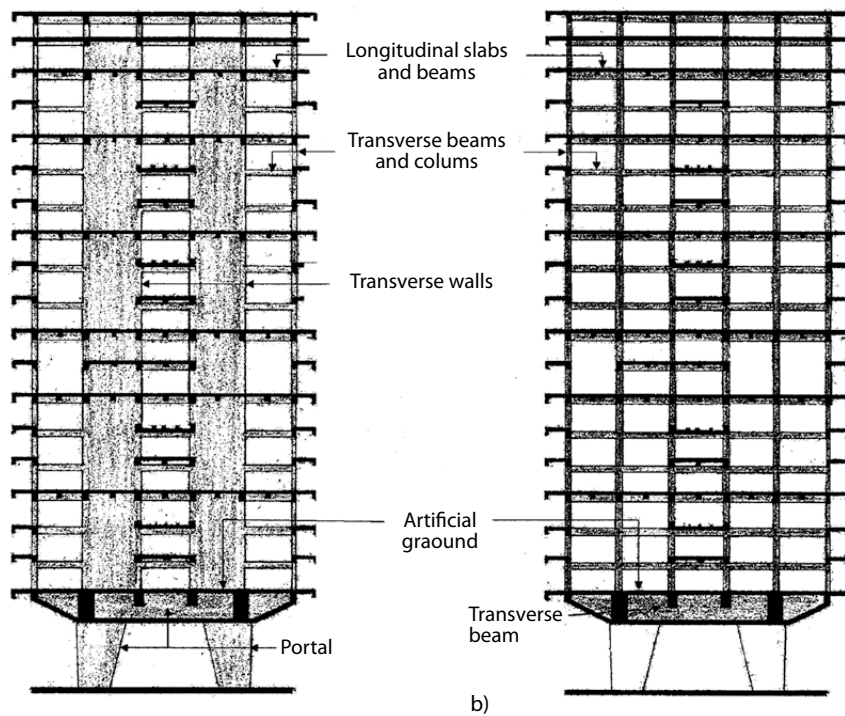 Longitudinal slabs
and beams
Transverse beams
and colums
Transverse walls
Artificial
graound
Transverse
beam
Portal
b)